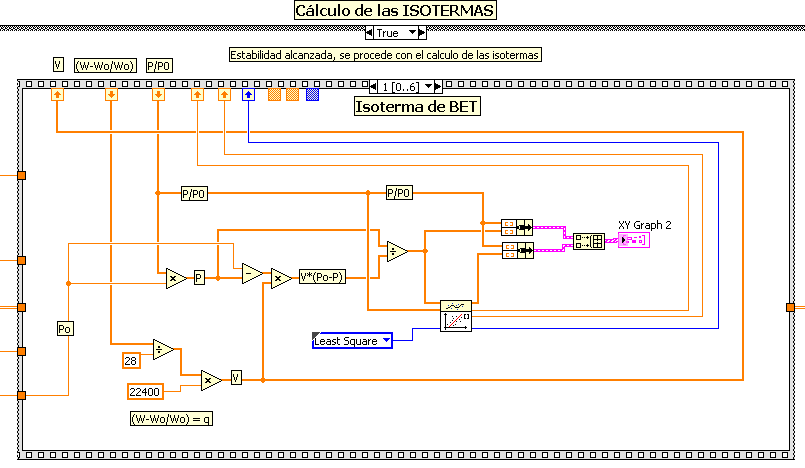 Cálculo de las ISOTERMAS
True
Estabilidad alcanzada, se procede con el calculo de las isotermas
V (W-Wo/Wo) P/P0
1 [0..6]
Isoterma de BET
P/P0 P/P0
XY Graph 2
P V*(Po-P)
Po
Least Square
28
V
22400
(W-Wo/Wo) = q